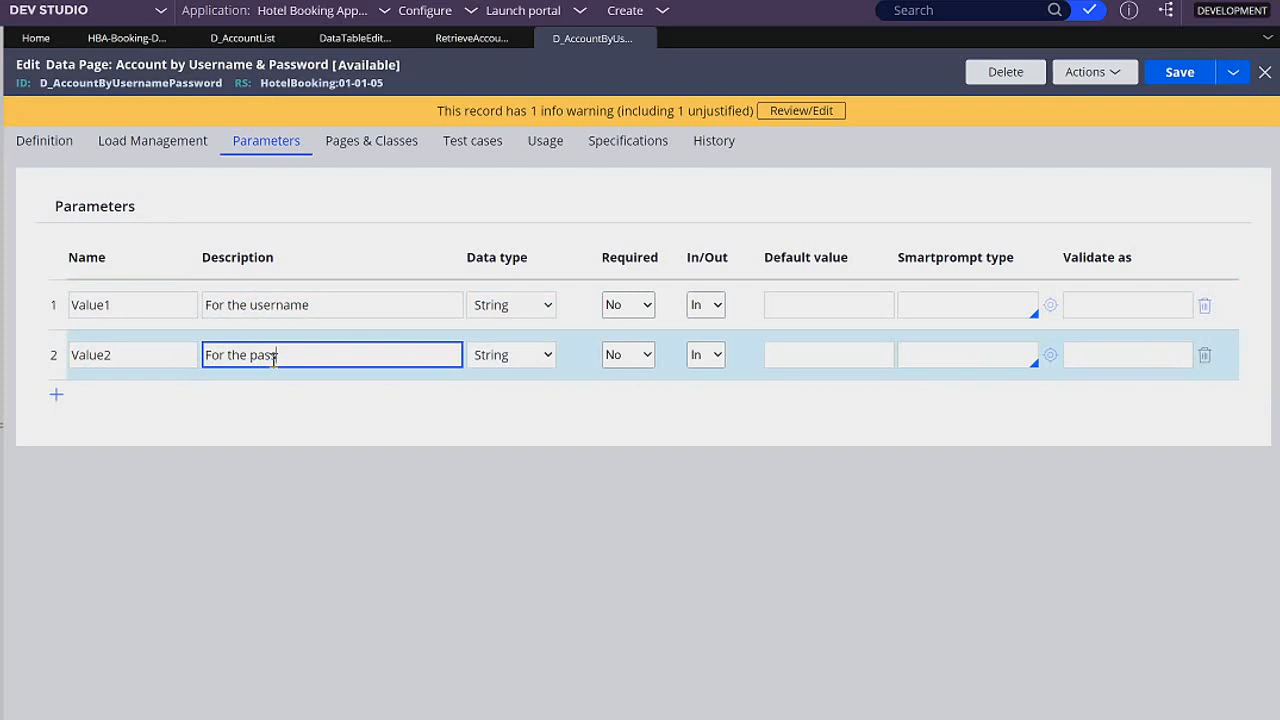 DEV STUDIO Application: Hotel Booking App... Configure Launch portal Create Search DEVELOPMENT
Home HBA-Booking-D... D_AccountList DataTableEdit... RetrieveAccou... D_AccountByUs...
Edit Data Page: Account by Username & Password [Available] Delete Actions Save
ID: D_AccountByUsernamePassword RS: HotelBooking:01-01-05
This record has 1 info warning (including 1 unjustified) Review/Edit
Definition Load Management Parameters Pages & Classes Test cases Usage Specifications History
Parameters
Name Description Data type Required In/Out Default value Smartprompt type Validate as
1 Value1 For the username String No In
2 Value2 For the pass String No In